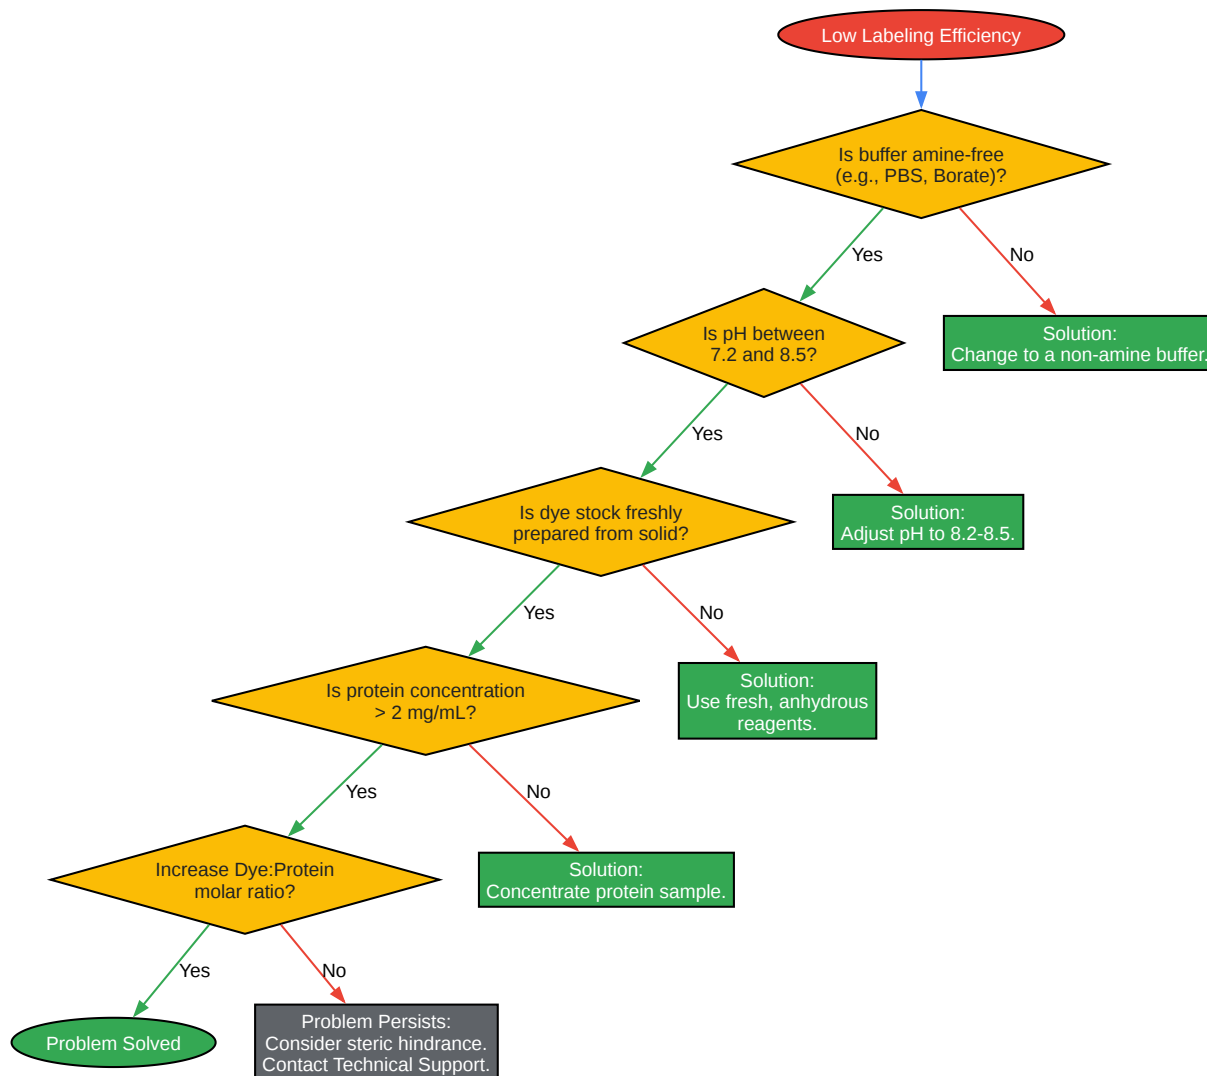 Low Labeling Efficiency
Is buffer amine-free
(e.g., PBS, Borate)?
Yes
No
Is pH between
7.2 and 8.5?
Solution:
Change to a non-amine buffer.
Yes
No
Is dye stock freshly
prepared from solid?
Solution:
Adjust pH to 8.2-8.5.
Yes
No
Is protein concentration
> 2 mg/mL?
Solution:
Use fresh, anhydrous
reagents.
Yes
No
Increase Dye:Protein
molar ratio?
Solution:
Concentrate protein sample.
Yes
No
Problem Solved
Problem Persists:
Consider steric hindrance.
Contact Technical Support.